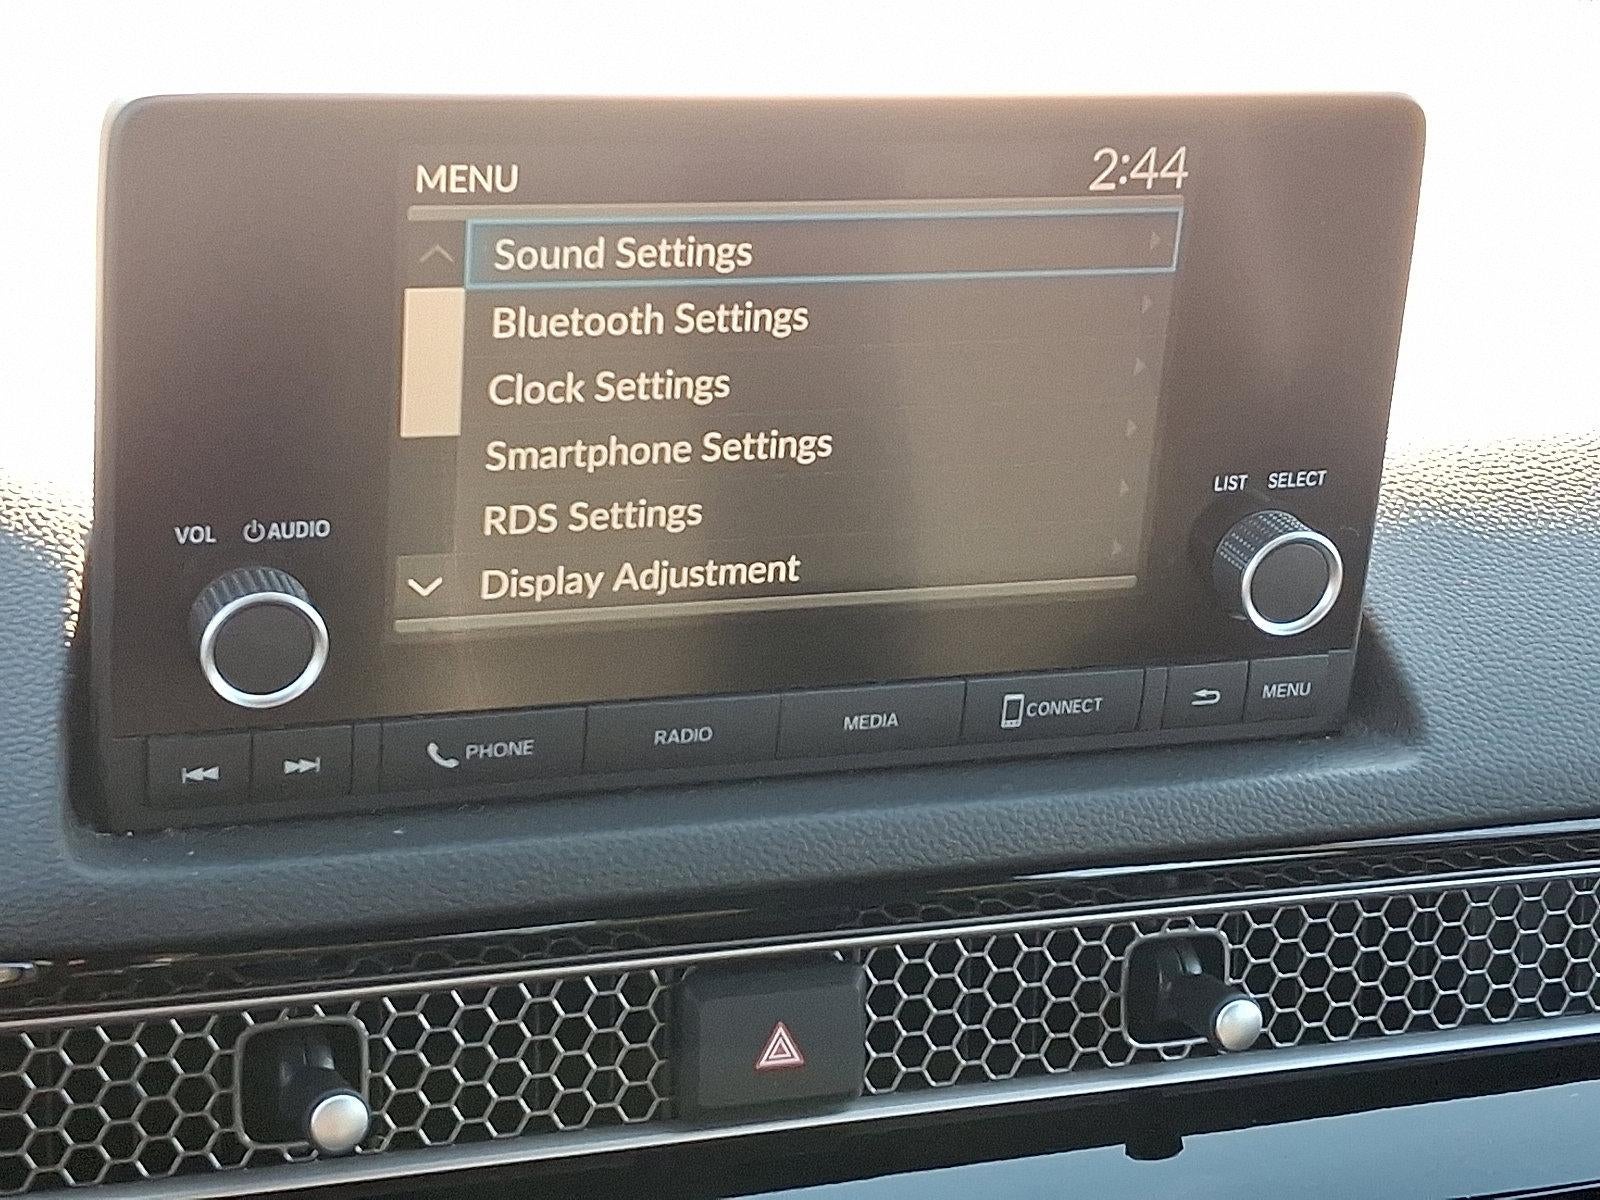 MENU 2:44
Sound Settings
Bluetooth Settings
Clock Settings
Smartphone Settings
RDS Settings
Display Adjustment
VOL AUDIO
LIST SELECT
PHONE RADIO MEDIA CONNECT MENU